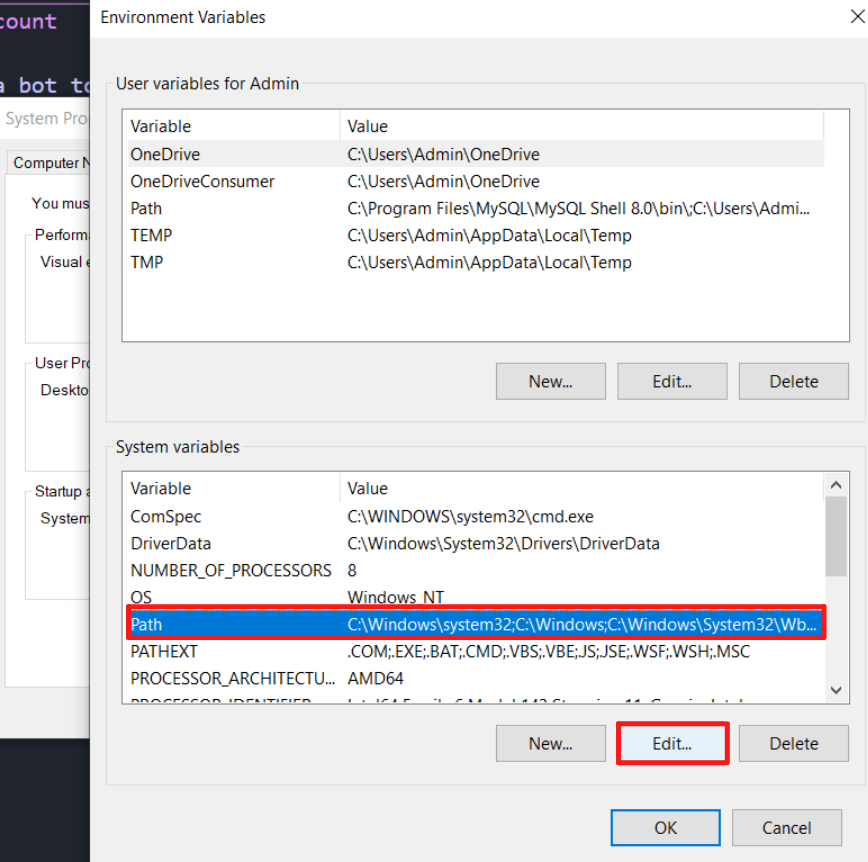 count
Environment Variables
a bot to
System Pro
Computer N
You mus
Performa
Visual e
User Pro
Deskto
Startup a
System
User variables for Admin
Variable Value
OneDrive C:\Users\Admin\OneDrive
OneDriveConsumer C:\Users\Admin\OneDrive
Path C:\Program Files\MySQL\MySQL Shell 8.0\bin\;C:\Users\Admi...
TEMP C:\Users\Admin\AppData\Local\Temp
TMP C:\Users\Admin\AppData\Local\Temp
New... Edit... Delete
System variables
Variable Value
ComSpec C:\WINDOWS\system32\cmd.exe
DriverData C:\Windows\System32\Drivers\DriverData
NUMBER_OF_PROCESSORS 8
OS Windows_NT
Path C:\Windows\system32;C:\Windows;C:\Windows\System32\Wb...
PATHEXT .COM;.EXE;.BAT;.CMD;.VBS;.VBE;.JS;.JSE;.WSF;.WSH;.MSC
PROCESSOR_ARCHITECTU... AMD64
PROCESSOR_IDENTIFIER
New... Edit... Delete
OK Cancel